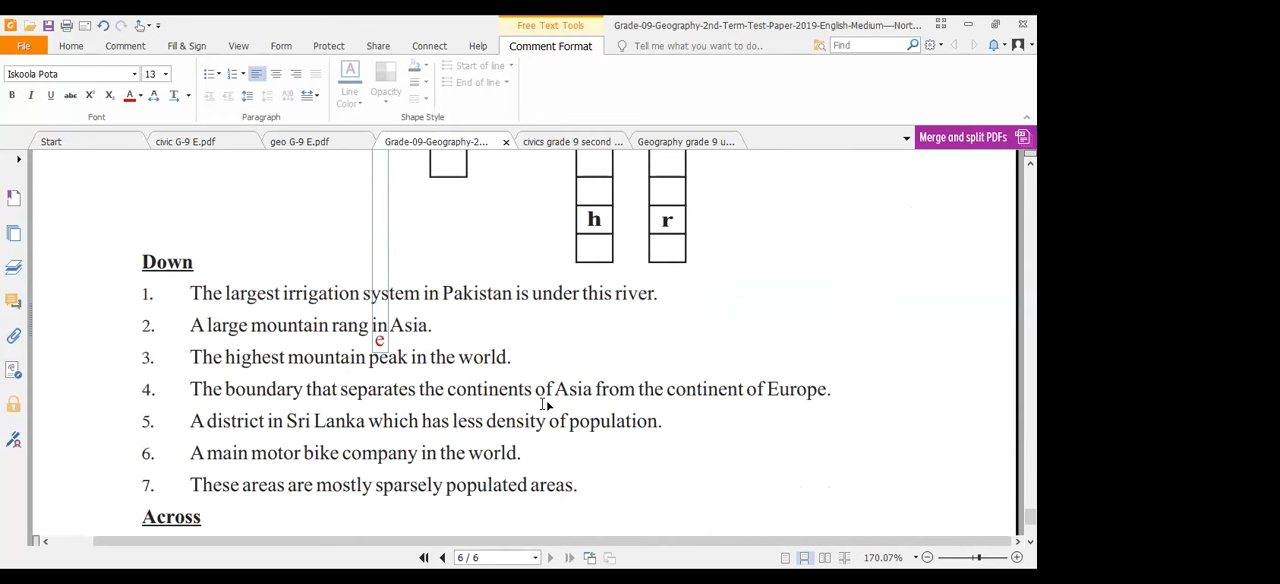 Free Text Tools
Grade-09-Geography-2nd-Term-Test-Paper-2019-English-Medium—Nort...
File Home Comment Fill & Sign View Form Protect Share Connect Help Comment Format Tell me what you want to do.. Find
Iskoola Pota 13
Start of line
End of line
B I U abc X² X₂ A A T
Line Color
Opacity
Font Paragraph Shape Style
Start civic G-9 E.pdf geo G-9 E.pdf Grade-09-Geography-2... civics grade 9 second ... Geography grade 9 u... Merge and split PDFs
h r
Down
1. The largest irrigation system in Pakistan is under this river.
2. A large mountain rang in Asia.
e
3. The highest mountain peak in the world.
4. The boundary that separates the continents of Asia from the continent of Europe.
5. A district in Sri Lanka which has less density of population.
6. A main motor bike company in the world.
7. These areas are mostly sparsely populated areas.
Across
6 / 6 170.07%